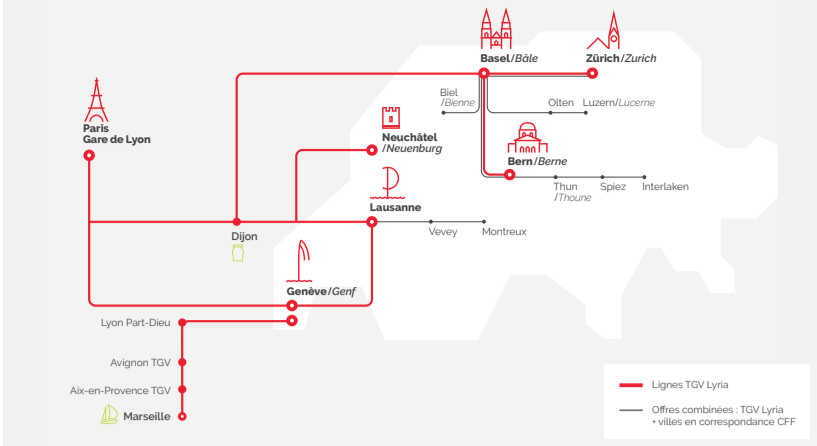 Basel/Bâle
Zürich/Zurich
Biel
/Bienne
Olten
Luzern/Lucerne
Paris
Gare de Lyon
Neuchâtel
/Neuenburg
Bern/Berne
Thun
/Thoune
Spiez
Interlaken
Lausanne
Dijon
Vevey
Montreux
Genève/Genf
Lyon Part-Dieu
Avignon TGV
Aix-en-Provence TGV
Marseille
Lignes TGV Lyria
Offres combinées : TGV Lyria
+ villes en correspondance CFF